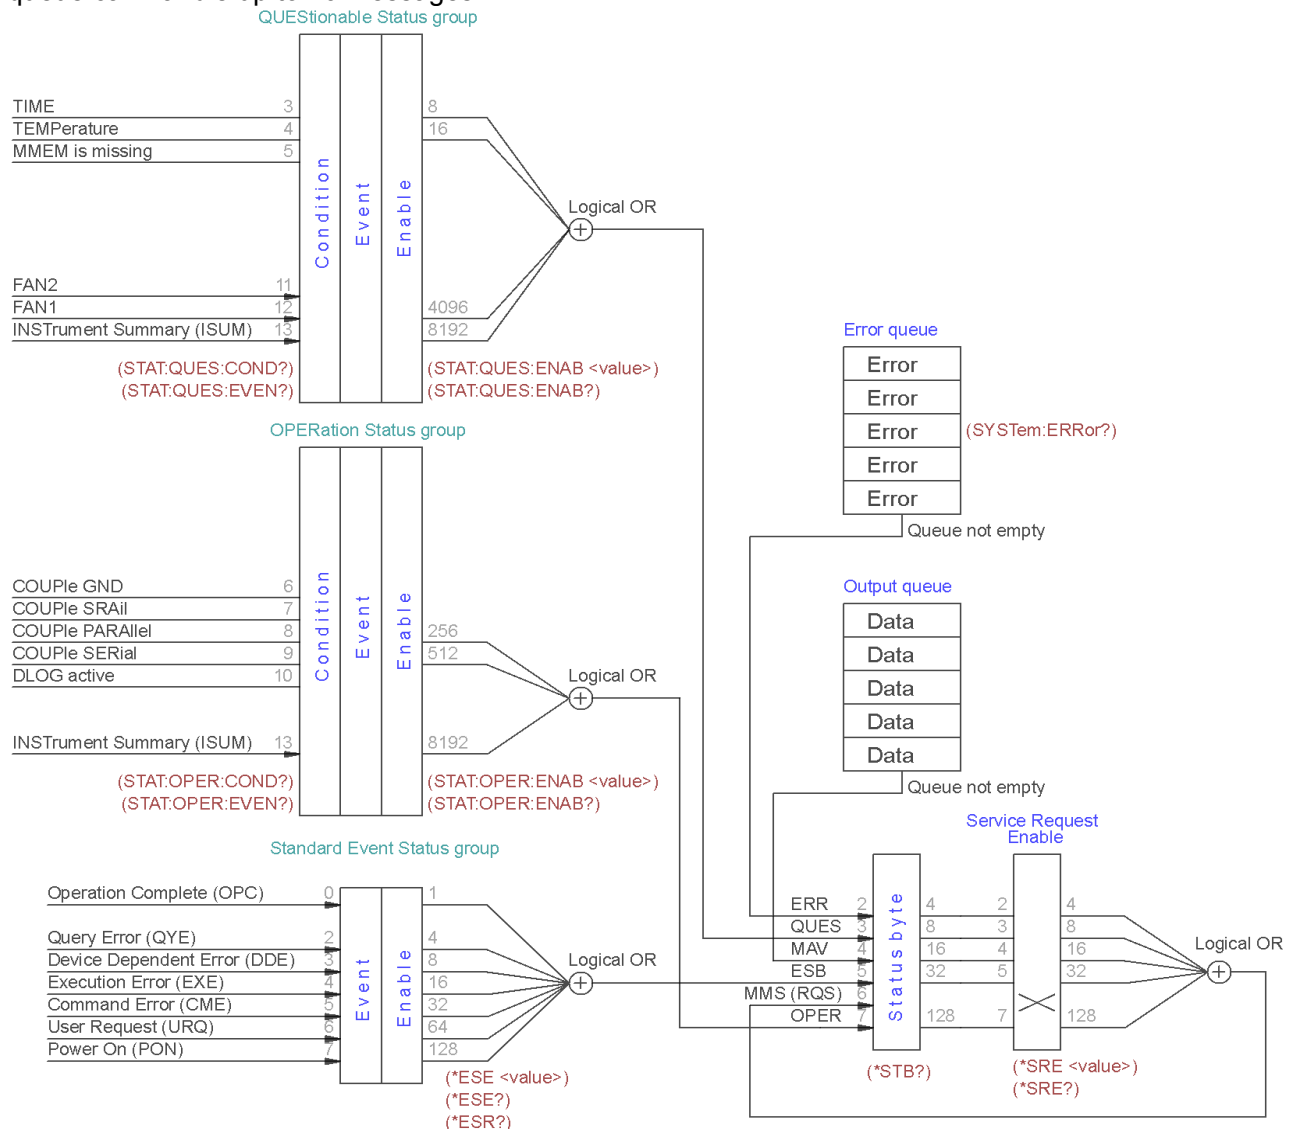 QUEStionable Status group
TIME 3 8
TEMPerature 4 16
MMEM is missing 5
Condition
Event
Enable
Logical OR
FAN2 11
FAN1 12 4096
INSTrument Summary (ISUM) 13 8192
(STAT:QUES:COND?) (STAT:QUES:ENAB <value>)
(STAT:QUES:EVEN?) (STAT:QUES:ENAB?)
Error queue
Error
Error
Error (SYSTem:ERRor?)
Error
Error
Queue not empty
OPERation Status group
COUPle GND 6
COUPle SRAil 7
COUPle PARAllel 8 256
COUPle SERial 9 512
DLOG active 10
Condition
Event
Enable
Logical OR
INSTrument Summary (ISUM) 13 8192
(STAT:OPER:COND?) (STAT:OPER:ENAB <value>)
(STAT:OPER:EVEN?) (STAT:OPER:ENAB?)
Output queue
Data
Data
Data
Data
Data
Queue not empty
Standard Event Status group
Operation Complete (OPC) 0 1
Query Error (QYE) 2 4
Device Dependent Error (DDE) 3 8
Execution Error (EXE) 4 16
Command Error (CME) 5 32
User Request (URQ) 6 64
Power On (PON) 7 128
Event
Enable
Logical OR
(*ESE <value>)
(*ESE?)
(*ESR?)
Service Request
Enable
ERR 2 4 2 4
QUES 3 8 3 8
MAV 4 16 4 16
ESB 5 32 5 32
MMS (RQS) 6
OPER 7 128 7 128
Status byte
Logical OR
(*STB?)
(*SRE <value>)
(*SRE?)